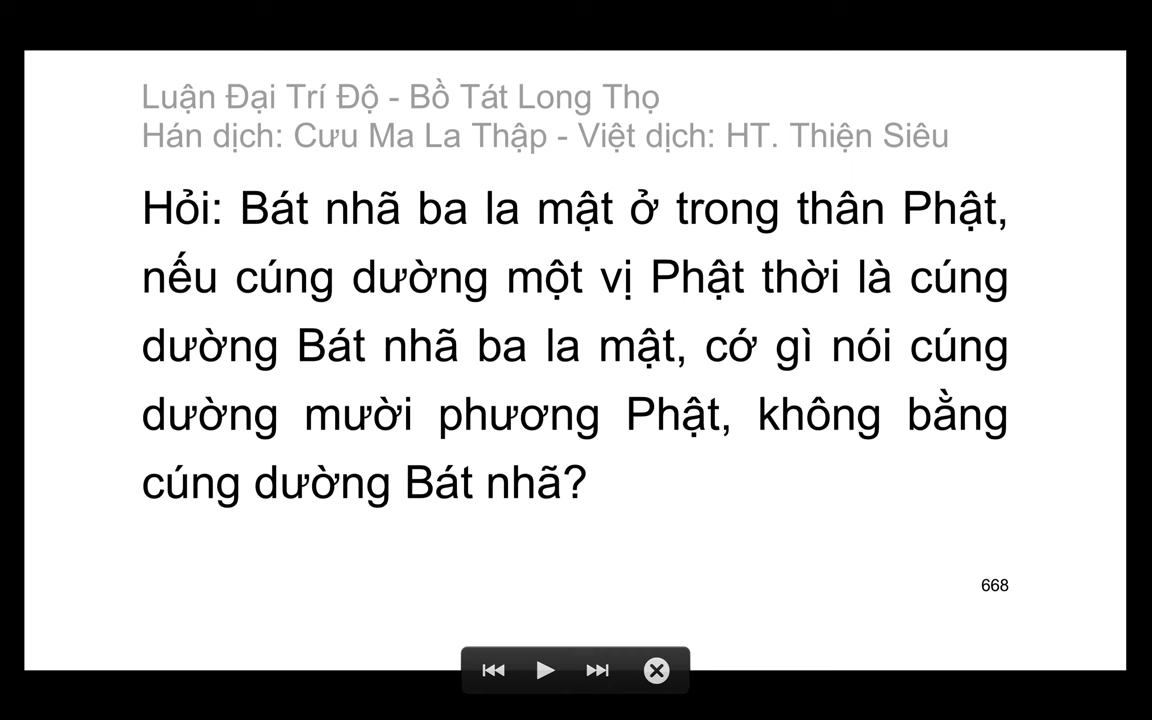 Luận Đại Trí Độ - Bồ Tát Long Thọ
Hán dịch: Cưu Ma La Thập - Việt dịch: HT. Thiện Siêu
Hỏi: Bát nhã ba la mật ở trong thân Phật,
nếu cúng dường một vị Phật thời là cúng
dường Bát nhã ba la mật, cớ gì nói cúng
dường mười phương Phật, không bằng
cúng dường Bát nhã?
668